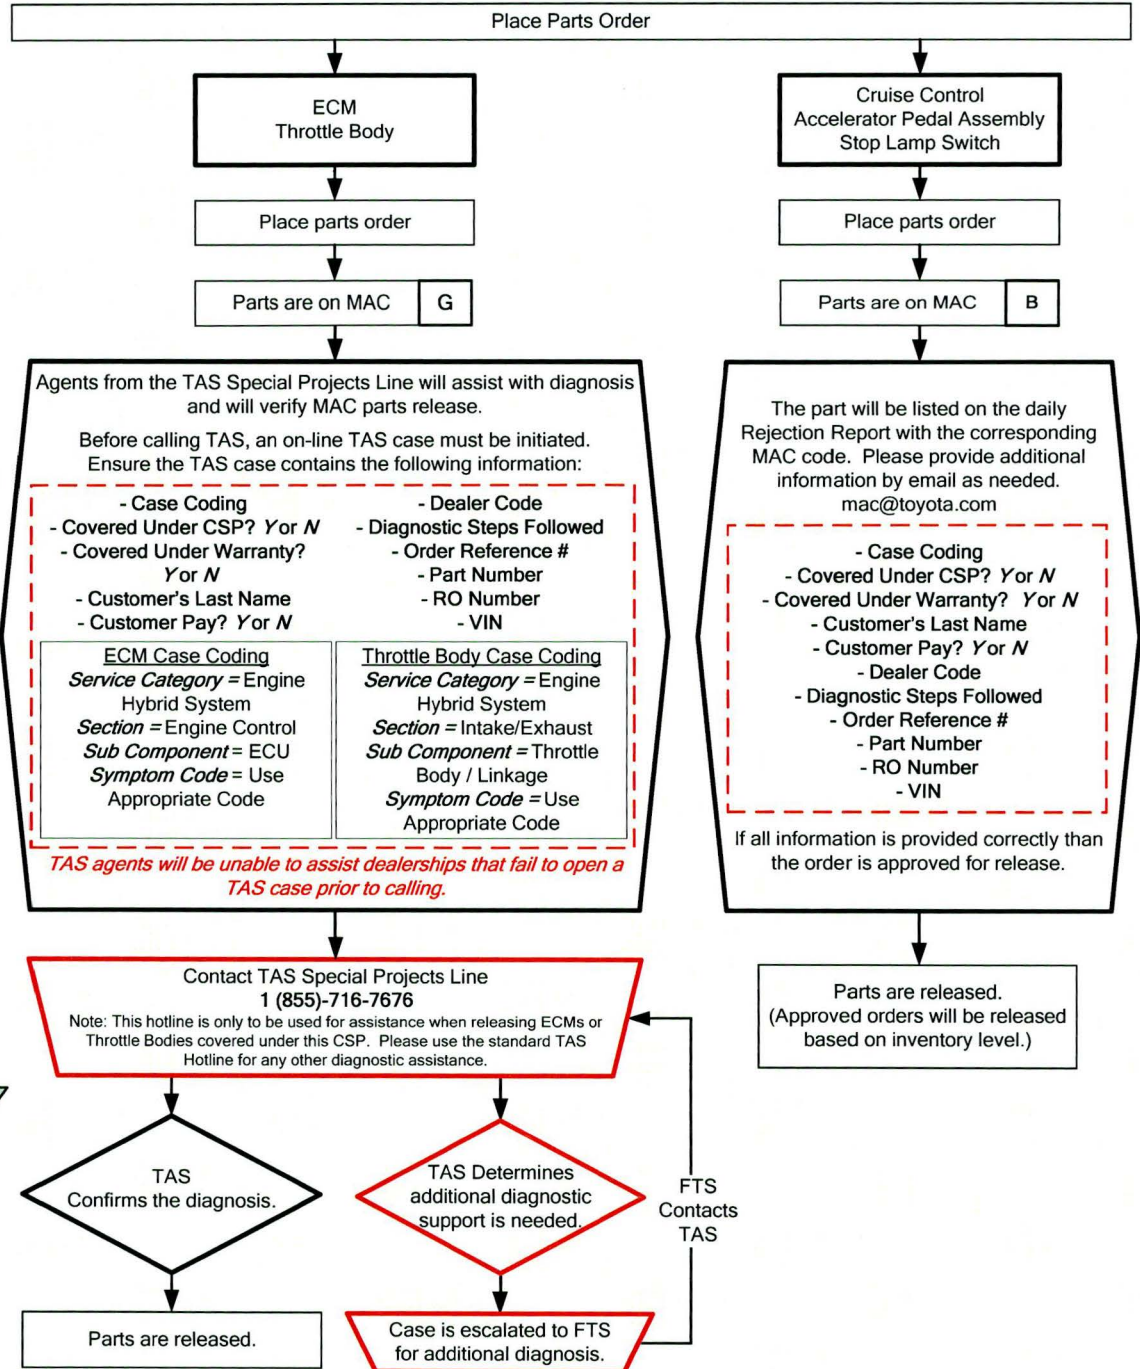 Place Parts Order
ECM
Throttle Body
Place parts order
Parts are on MAC
G
Agents from the TAS Special Projects Line will assist with diagnosis
and will verify MAC parts release.
Before calling TAS, an on-line TAS case must be initiated.
Ensure the TAS case contains the following information:
- Case Coding
- Covered Under CSP? Y or N
- Covered Under Warranty?
Y or N
- Customer's Last Name
- Customer Pay? Y or N
- Dealer Code
- Diagnostic Steps Followed
- Order Reference #
- Part Number
- RO Number
- VIN
ECM Case Coding
Service Category = Engine
Hybrid System
Section = Engine Control
Sub Component = ECU
Symptom Code = Use
Appropriate Code
Throttle Body Case Coding
Service Category = Engine
Hybrid System
Section = Intake/Exhaust
Sub Component = Throttle
Body / Linkage
Symptom Code = Use
Appropriate Code
TAS agents will be unable to assist dealerships that fail to open a
TAS case prior to calling.
Contact TAS Special Projects Line
1 (855)-716-7676
Note: This hotline is only to be used for assistance when releasing ECMs or
Throttle Bodies covered under this CSP. Please use the standard TAS
Hotline for any other diagnostic assistance.
TAS
Confirms the diagnosis.
Parts are released.
TAS Determines
additional diagnostic
support is needed.
Case is escalated to FTS
for additional diagnosis.
FTS
Contacts
TAS
Cruise Control
Accelerator Pedal Assembly
Stop Lamp Switch
Place parts order
Parts are on MAC
B
The part will be listed on the daily
Rejection Report with the corresponding
MAC code. Please provide additional
information by email as needed.
mac@toyota.com
- Case Coding
- Covered Under CSP? Y or N
- Covered Under Warranty? Y or N
- Customer's Last Name
- Customer Pay? Y or N
- Dealer Code
- Diagnostic Steps Followed
- Order Reference #
- Part Number
- RO Number
- VIN
If all information is provided correctly than
the order is approved for release.
Parts are released.
(Approved orders will be released
based on inventory level.)